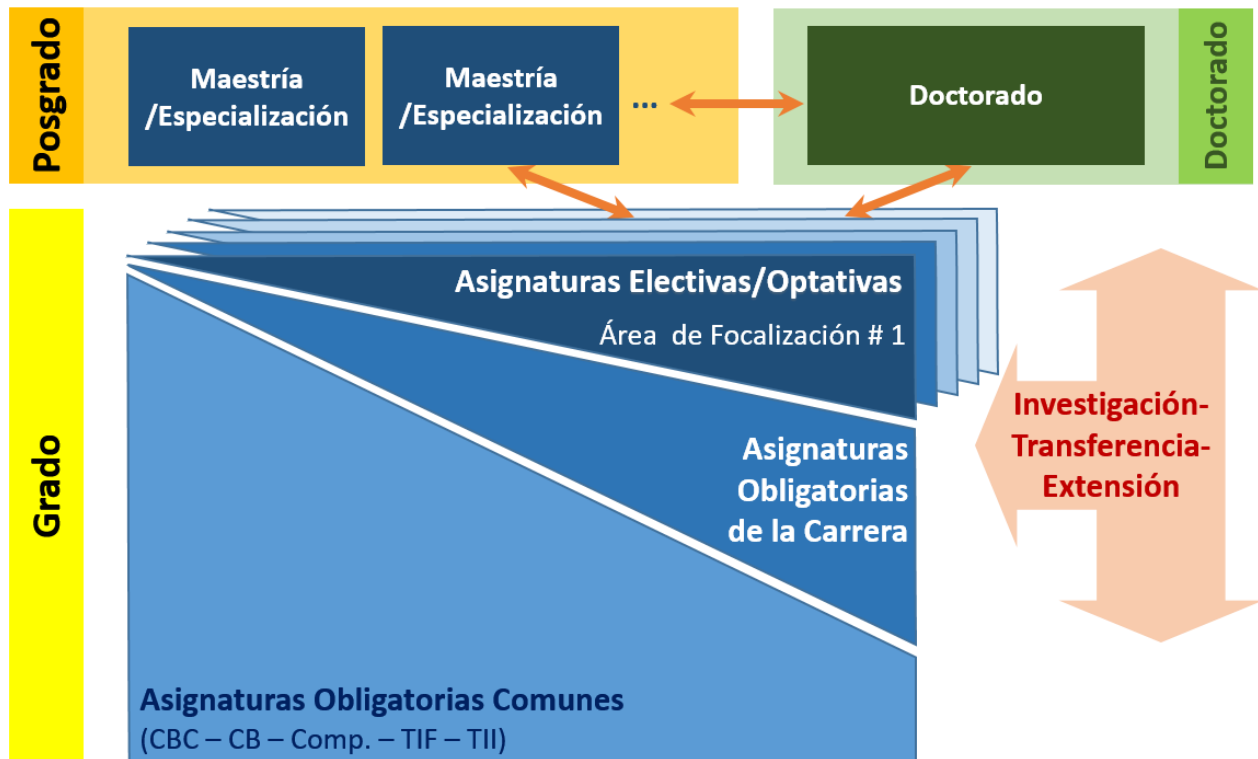 Posgrado
Maestría
/Especialización
Maestría
/Especialización
...
Doctorado
Doctorado
Grado
Asignaturas Electivas/Optativas
Área de Focalización # 1
Asignaturas
Obligatorias
de la Carrera
Investigación-
Transferencia-
Extensión
Asignaturas Obligatorias Comunes
(CBC – CB – Comp. – TIF – TII)